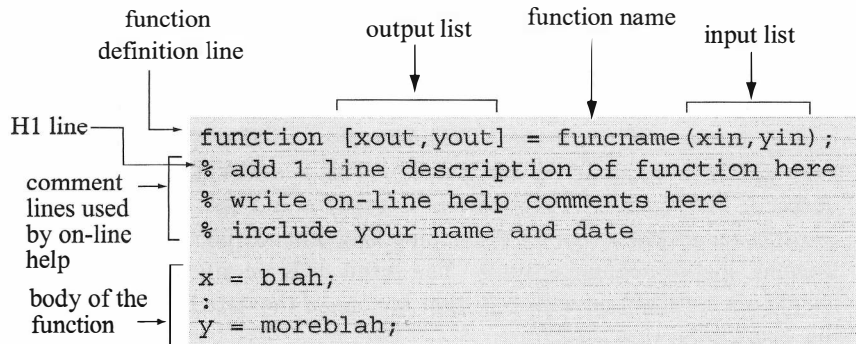 function
definition line
output list
function name
input list
H1 line
function [xout,yout] = funcname(xin,yin);
% add 1 line description of function here
comment
lines used
by on-line
help
% write on-line help comments here
% include your name and date
body of the
function
x = blah;
:
y = moreblah;